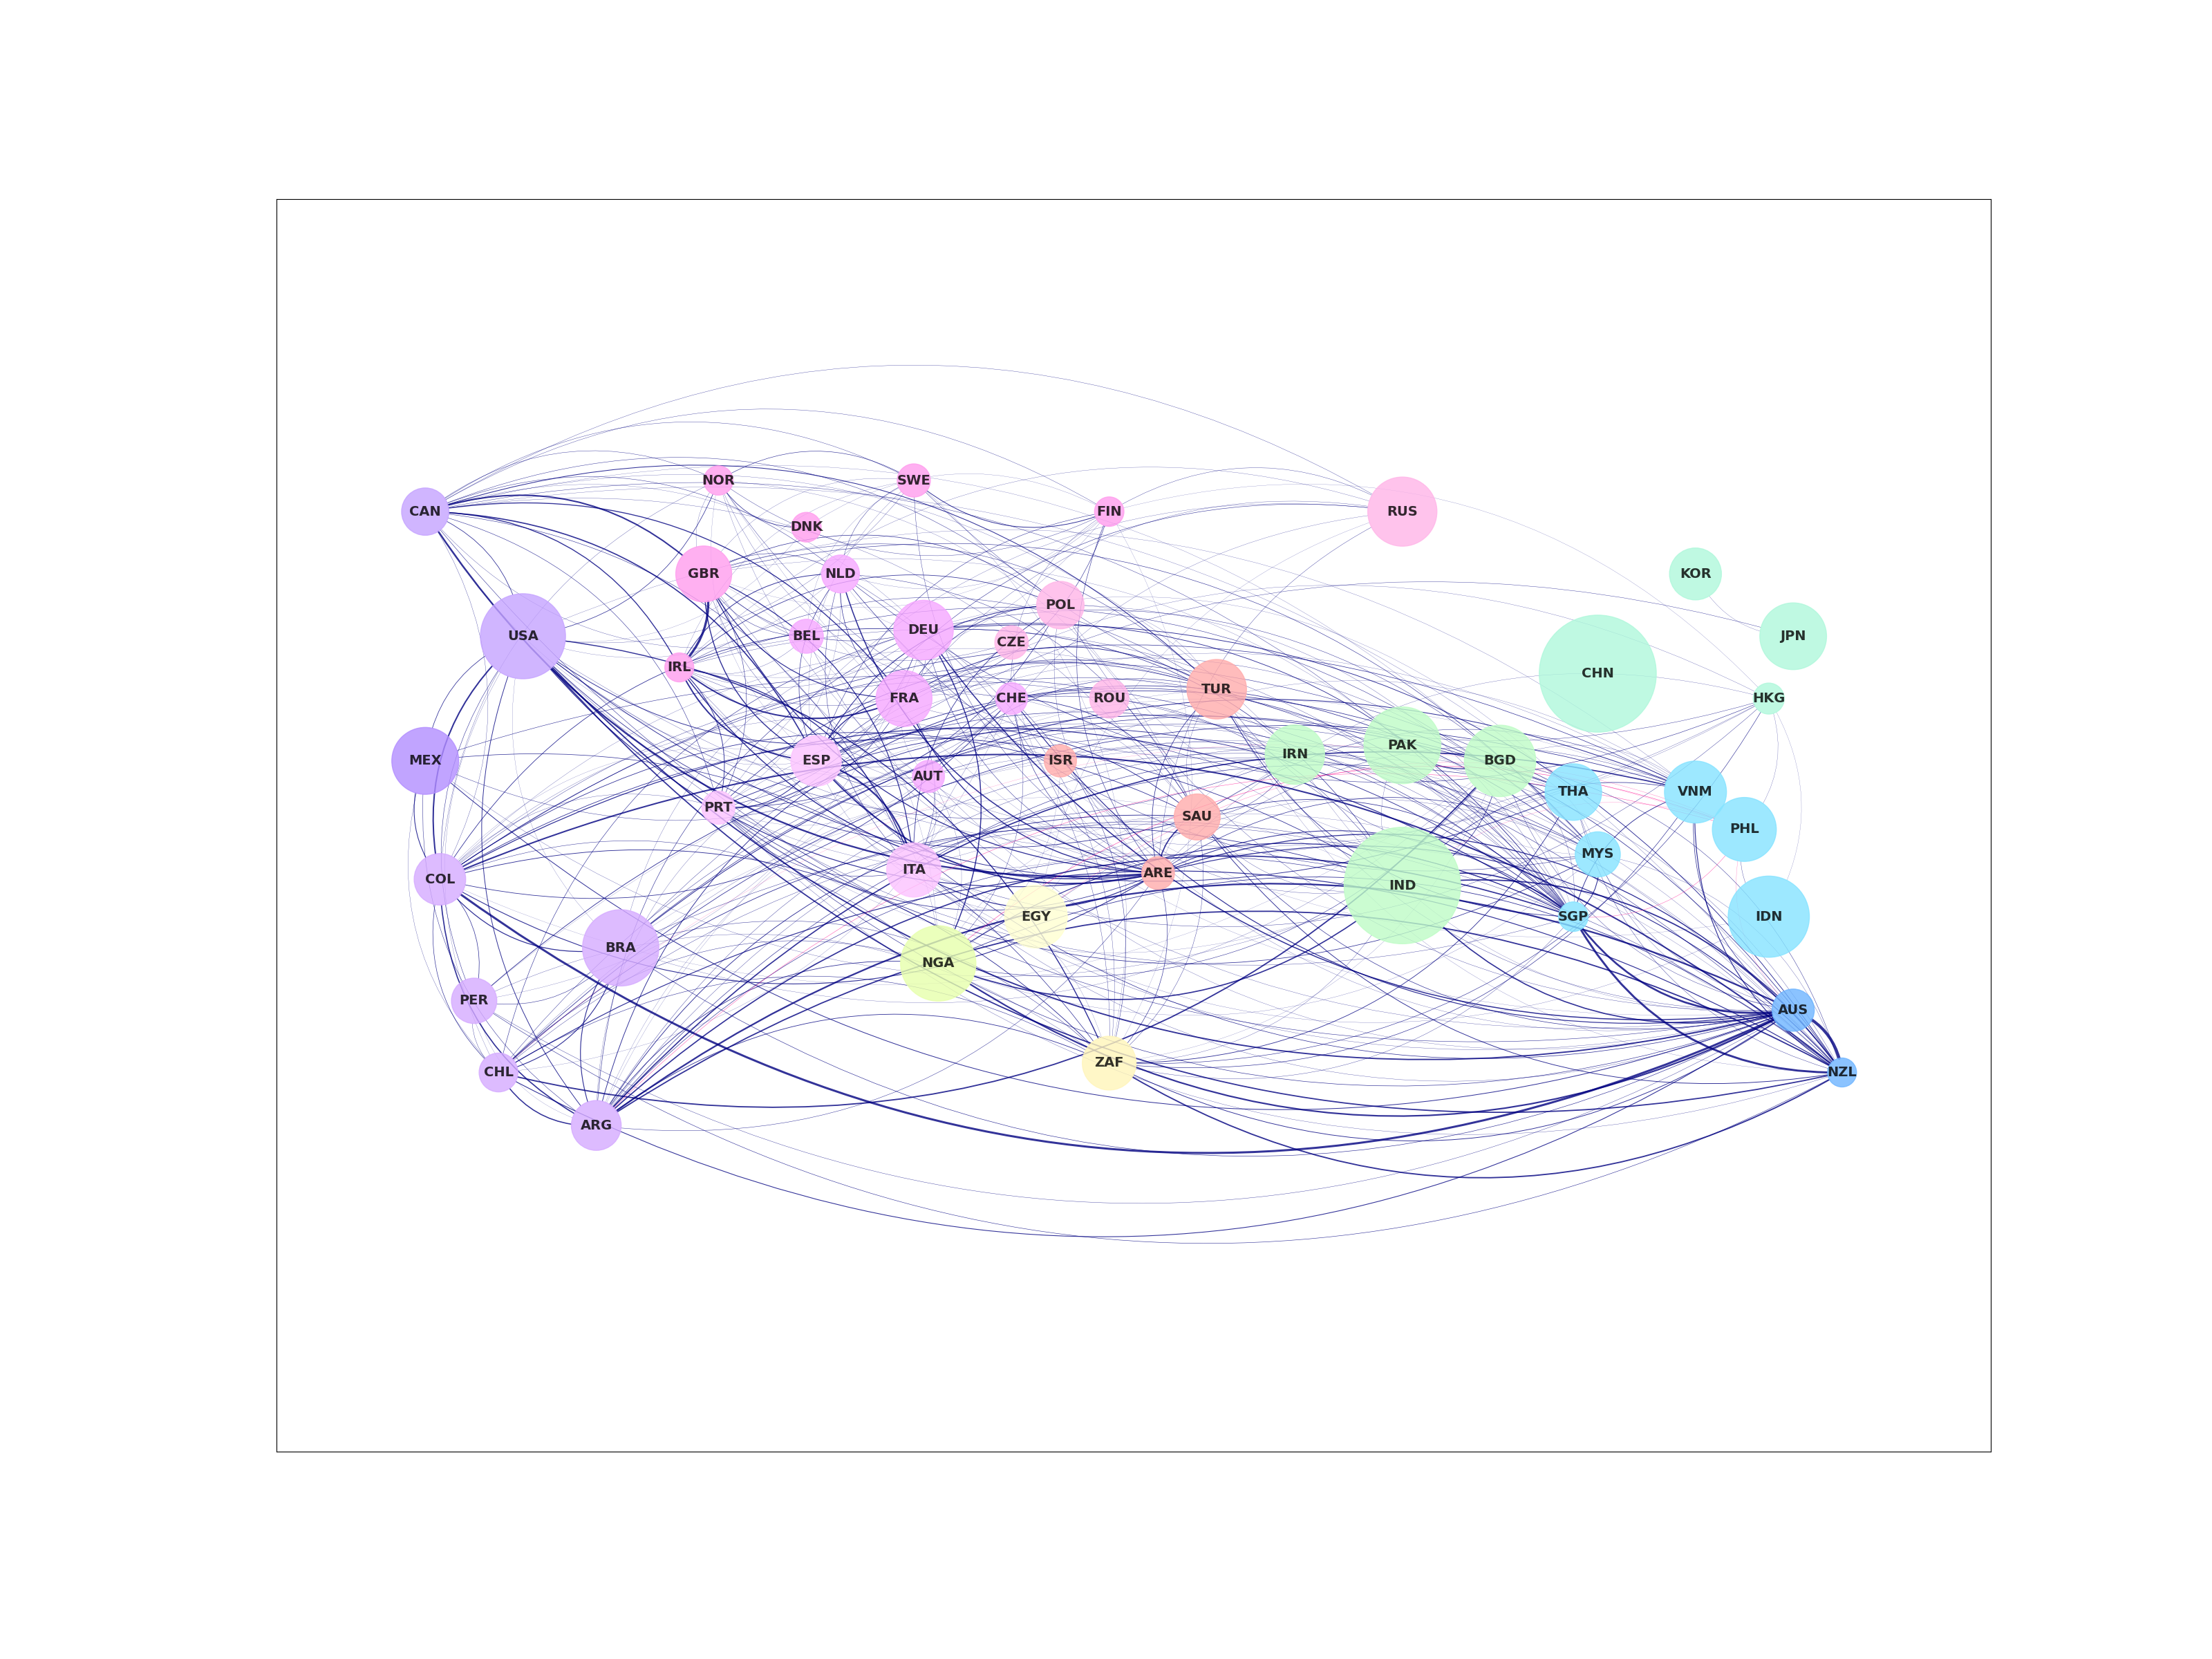 NOR
SWE
CAN
FIN
RUS
DNK
GBR
NLD
KOR
POL
DEU
USA
BEL
CZE
JPN
IRL
CHN
TUR
FRA
CHE
ROU
HKG
PAK
IRN
MEX
ESP
ISR
BGD
AUT
THA
VNM
PRT
SAU
PHL
MYS
ITA
ARE
COL
IND
EGY
SGP
IDN
BRA
NGA
PER
AUS
ZAF
CHL
NZL
ARG